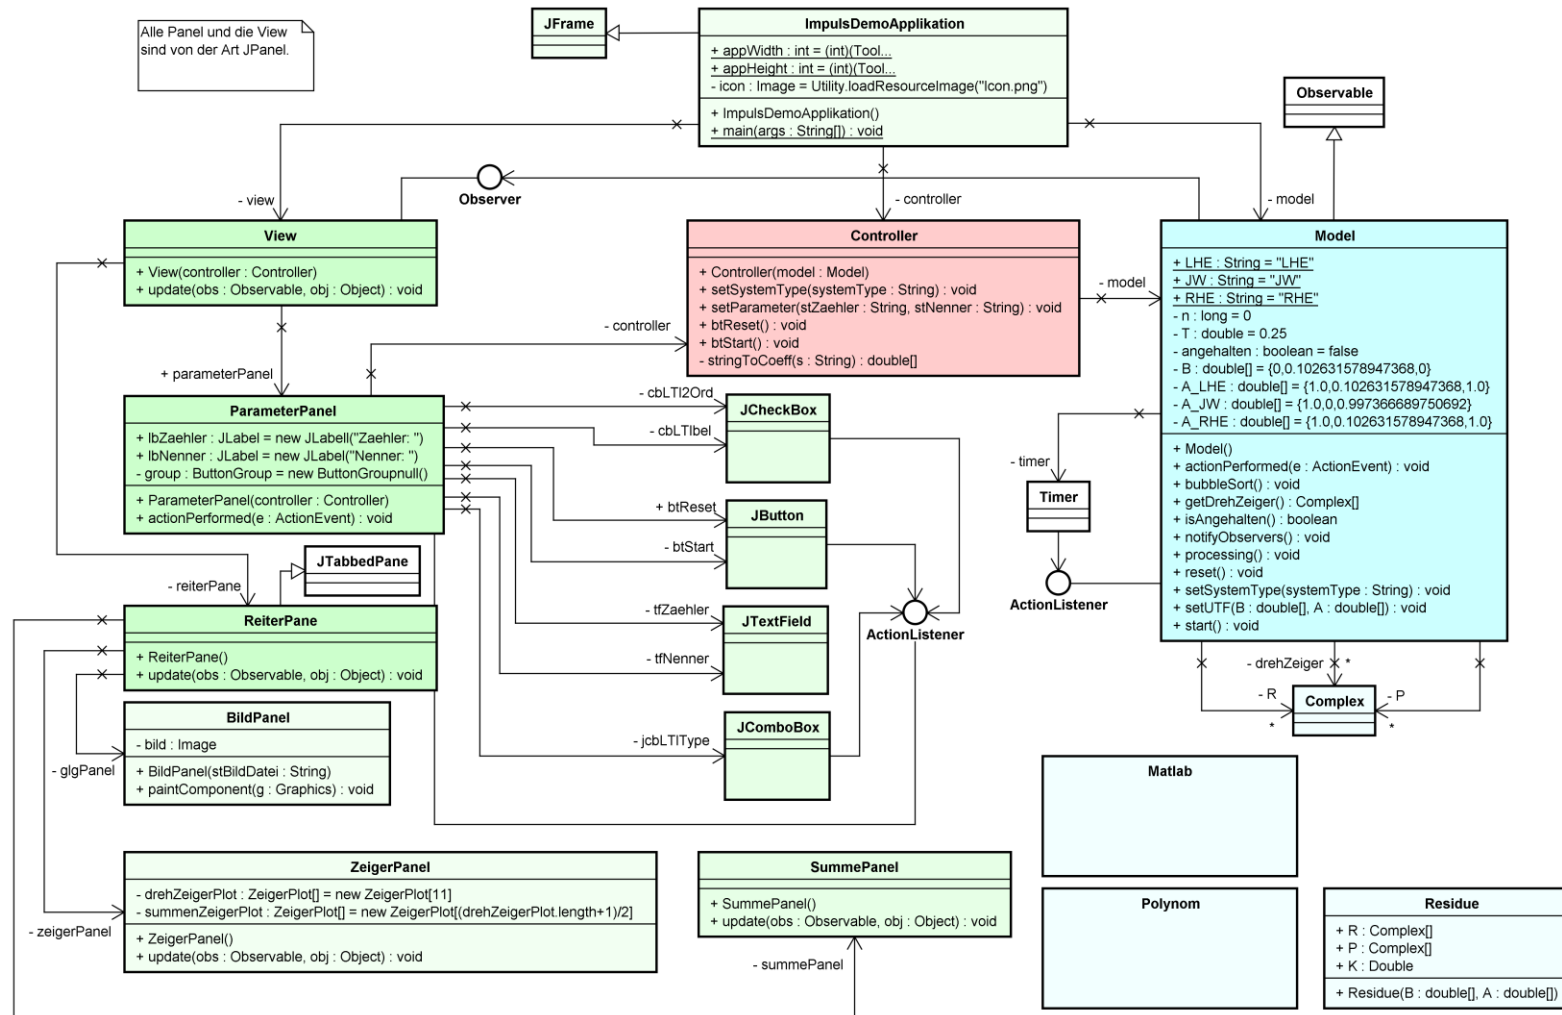 Alle Panel und die View
sind von der Art JPanel.
JFrame
ImpulsDemoApplikation
+ appWidth : int = (int)(Tool...
+ appHeight : int = (int)(Tool...
- icon : Image = Utility.loadResourceImage("Icon.png")
+ ImpulsDemoApplikation()
+ main(args : String[]) : void
Observable
Observer
- view
- controller
- model
View
+ View(controller : Controller)
+ update(obs : Observable, obj : Object) : void
Controller
+ Controller(model : Model)
+ setSystemType(systemType : String) : void
+ setParameter(stZaehler : String, stNenner : String) : void
+ btReset() : void
+ btStart() : void
- stringToCoeff(s : String) : double[]
- model
Model
+ LHE : String = "LHE"
+ JW : String = "JW"
+ RHE : String = "RHE"
- n : long = 0
- T : double = 0.25
- angehalten : boolean = false
- B : double[] = {0,0.102631578947368,0}
- A_LHE : double[] = {1.0,0.102631578947368,1.0}
- A_JW : double[] = {1.0,0,0.997366689750692}
- A_RHE : double[] = {1.0,0.102631578947368,1.0}
+ Model()
+ actionPerformed(e : ActionEvent) : void
+ bubbleSort() : void
+ getDrehZeiger() : Complex[]
+ isAngehalten() : boolean
+ notifyObservers() : void
+ processing() : void
+ reset() : void
+ setSystemType(systemType : String) : void
+ setUTF(B : double[], A : double[]) : void
+ start() : void
- controller
+ parameterPanel
ParameterPanel
+ lbZaehler : JLabel = new JLabell("Zaehler: ")
+ lbNenner : JLabel = new JLabel("Nenner: ")
- group : ButtonGroup = new ButtonGroupnull()
+ ParameterPanel(controller : Controller)
+ actionPerformed(e : ActionEvent) : void
- cbLTI2Ord
- cbLTIbel
JCheckBox
+ btReset
- btStart
JButton
- tfZaehler
- tfNenner
JTextField
- jcbLTIType
JComboBox
ActionListener
- timer
Timer
ActionListener
JTabbedPane
- reiterPane
ReiterPane
+ ReiterPane()
+ update(obs : Observable, obj : Object) : void
- drehZeiger
*
- R
*
- P
*
Complex
BildPanel
- bild : Image
+ BildPanel(stBildDatei : String)
+ paintComponent(g : Graphics) : void
- glgPanel
Matlab
ZeigerPanel
- drehZeigerPlot : ZeigerPlot[] = new ZeigerPlot[11]
- summenZeigerPlot : ZeigerPlot[] = new ZeigerPlot[(drehZeigerPlot.length+1)/2]
+ ZeigerPanel()
+ update(obs : Observable, obj : Object) : void
- zeigerPanel
SummePanel
+ SummePanel()
+ update(obs : Observable, obj : Object) : void
- summePanel
Polynom
Residue
+ R : Complex[]
+ P : Complex[]
+ K : Double
+ Residue(B : double[], A : double[])